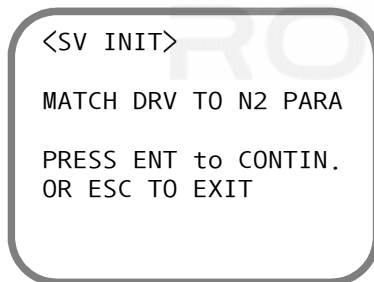 <SV INIT>
MATCH DRV TO N2 PARA
PRESS ENT to CONTIN.
OR ESC TO EXIT